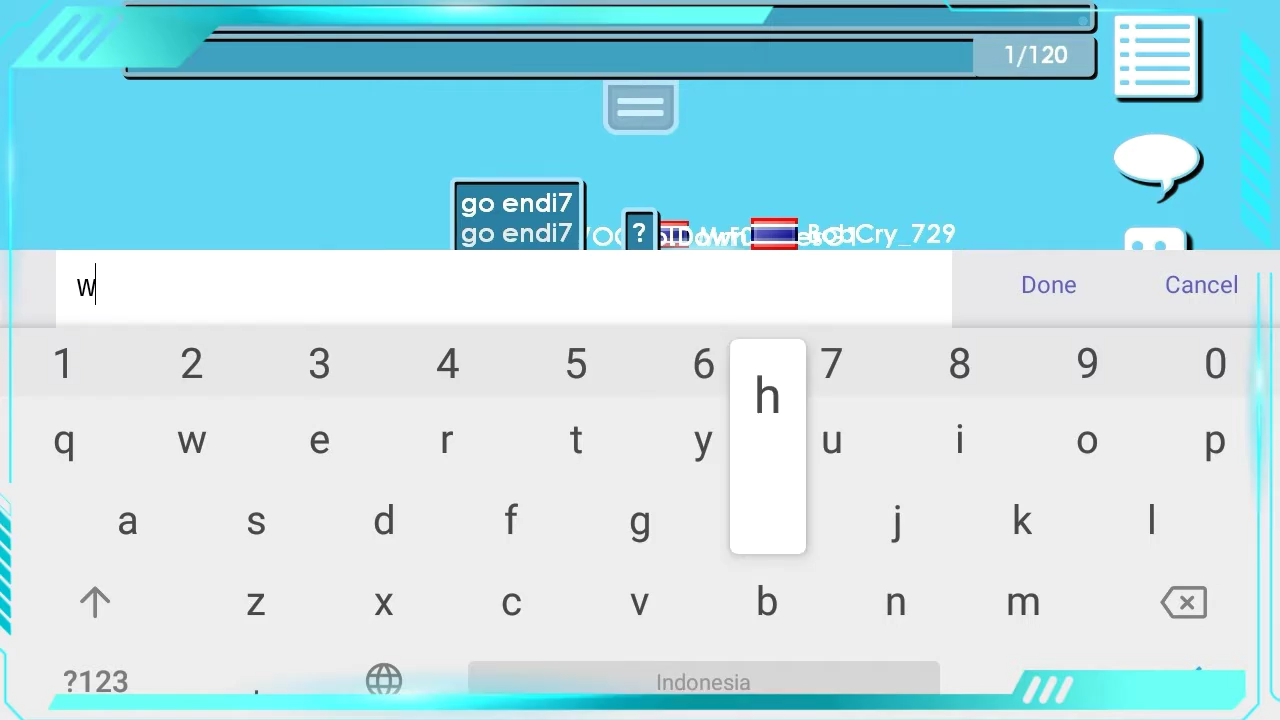 1/120
go endi7
go endi7
?
BobCry_729
w
Done
Cancel
1 2 3 4 5 6 7 8 9 0
h
q w e r t y u i o p
a s d f g j k l
z x c v b n m
?123 , Indonesia